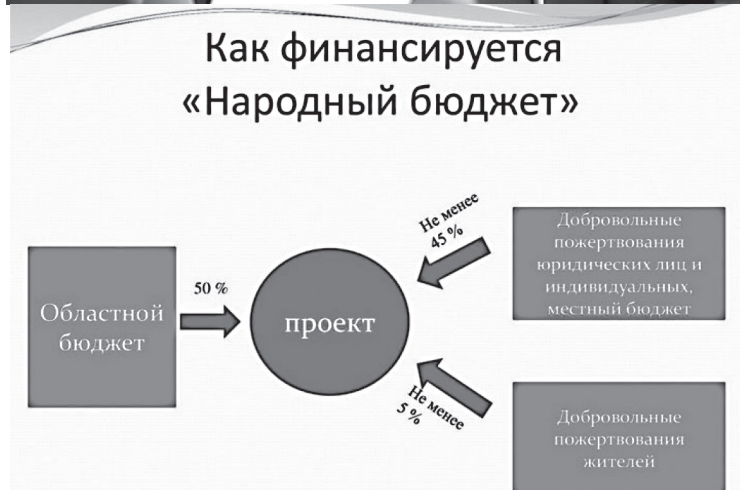 Как финансируется
«Народный бюджет»
Областной
бюджет
50 %
проект
Не менее
45 %
Добровольные
пожертвования
юридических лиц и
индивидуальных,
местный бюджет
Не менее
5 %
Добровольные
пожертвования
жителей